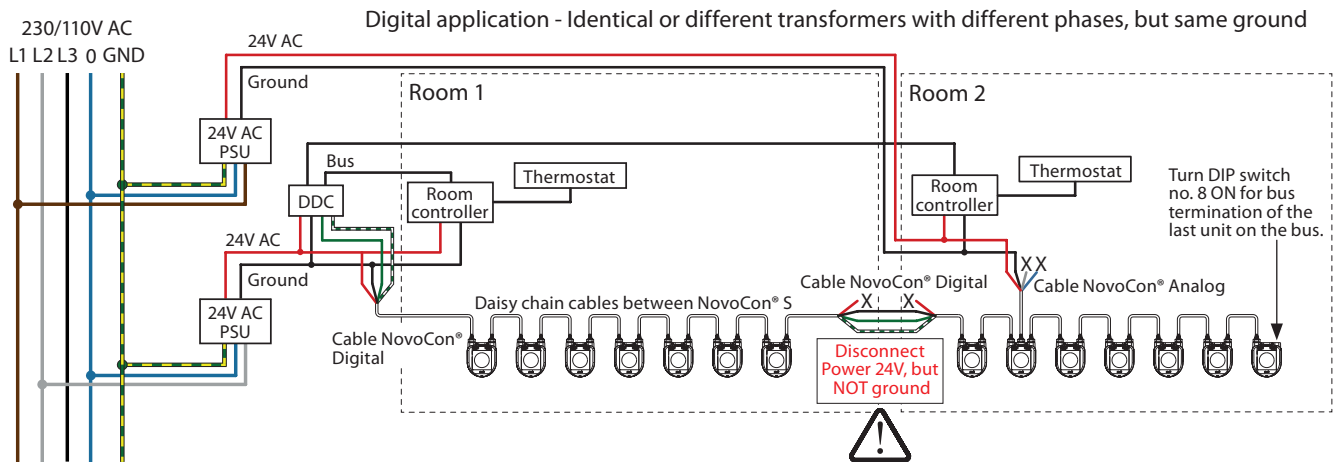 Digital application - Identical or different transformers with different phases, but same ground
230/110V AC
L1 L2 L3 0 GND
24V AC
Ground
Room 1
Room 2
24V AC
PSU
Bus
Thermostat
Thermostat
DDC
Room
controller
Room
controller
Turn DIP switch
no. 8 ON for bus
termination of the
last unit on the bus.
24V AC
Ground
24V AC
PSU
X X
Cable NovoCon® Digital
Cable NovoCon® Analog
Daisy chain cables between NovoCon® S
X X
Cable NovoCon®
Digital
Disconnect
Power 24V, but
NOT ground
!